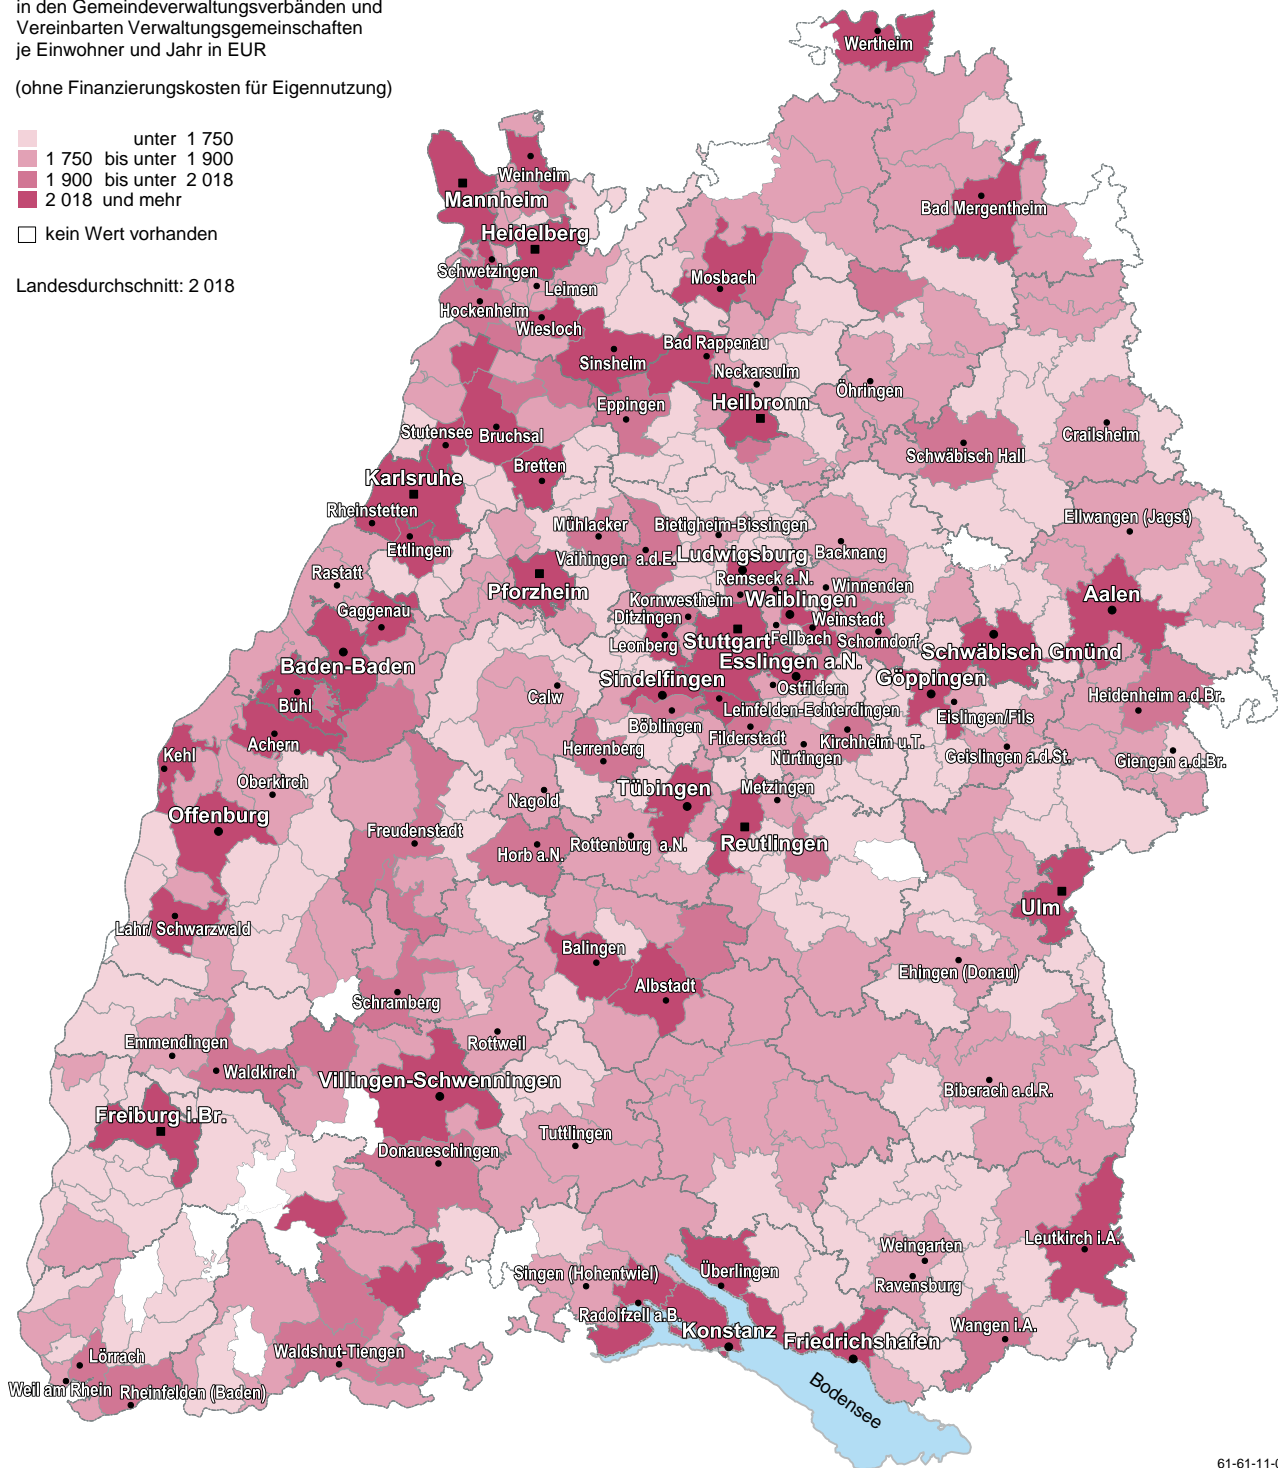 in den Gemeindeverwaltungsverbänden und
Vereinbarten Verwaltungsgemeinschaften
je Einwohner und Jahr in EUR
(ohne Finanzierungskosten für Eigennutzung)
unter 1 750
1 750 bis unter 1 900
1 900 bis unter 2 018
2 018 und mehr
kein Wert vorhanden
Landesdurchschnitt: 2 018
Wertheim
Weinheim
Mannheim
Bad Mergentheim
Heidelberg
Schwetzingen
Mosbach
Leimen
Hockenheim
Wiesloch
Bad Rappenau
Sinsheim
Neckarsulm
Öhringen
Eppingen
Heilbronn
Stutensee
Bruchsal
Crailsheim
Schwäbisch Hall
Bretten
Karlsruhe
Rheinstetten
Mühlacker
Bietigheim-Bissingen
Ellwangen (Jagst)
Ettlingen
Vaihingen a.d.E.
Ludwigsburg
Backnang
Rastatt
Remseck a.N.
Winnenden
Pforzheim
Kornwestheim
Waiblingen
Aalen
Gaggenau
Ditzingen
Weinstadt
Leonberg
Stuttgart
Fellbach
Schorndorf
Schwäbisch Gmünd
Baden-Baden
Esslingen a.N.
Sindelfingen
Göppingen
Ostfildern
Calw
Heidenheim a.d.Br.
Bühl
Leinfelden-Echterdingen
Eislingen/Fils
Böblingen
Filderstadt
Kirchheim u.T.
Achern
Herrenberg
Nürtingen
Geislingen a.d.St.
Giengen a.d.Br.
Kehl
Oberkirch
Tübingen
Metzingen
Nagold
Offenburg
Freudenstadt
Reutlingen
Horb a.N.
Rottenburg a.N.
Ulm
Lahr/ Schwarzwald
Balingen
Ehingen (Donau)
Albstadt
Schramberg
Rottweil
Emmendingen
Waldkirch
Villingen-Schwenningen
Biberach a.d.R.
Freiburg i.Br.
Tuttlingen
Donaueschingen
Leutkirch i.A.
Weingarten
Singen (Hohentwiel)
Überlingen
Ravensburg
Radolfzell a.B.
Konstanz
Friedrichshafen
Wangen i.A.
Lörrach
Waldshut-Tiengen
Weil am Rhein
Rheinfelden (Baden)
Bodensee
61-61-11-0